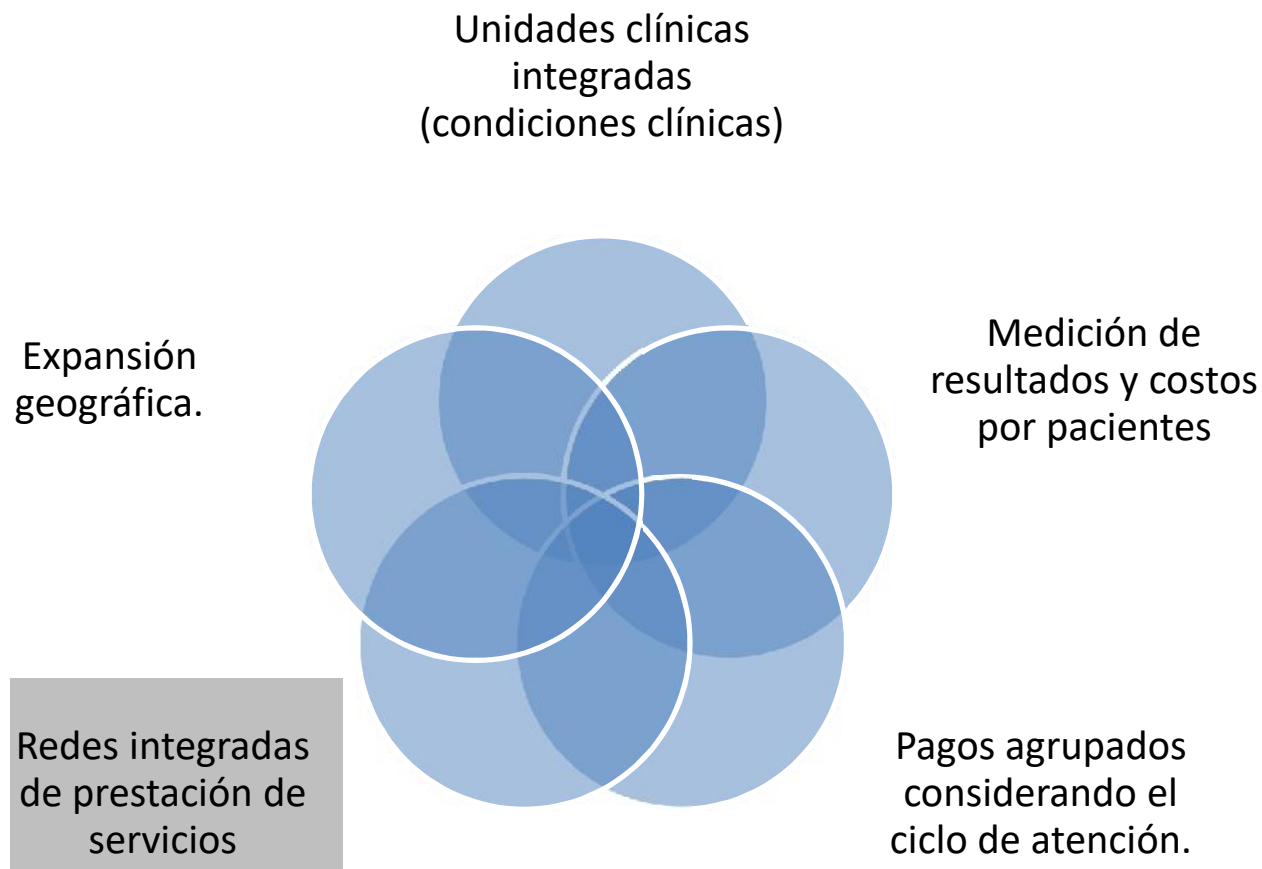 Unidades clínicas
integradas
(condiciones clínicas)
Expansión
geográfica.
Medición de
resultados y costos
por pacientes
Redes integradas
de prestación de
servicios
Pagos agrupados
considerando el
ciclo de atención.